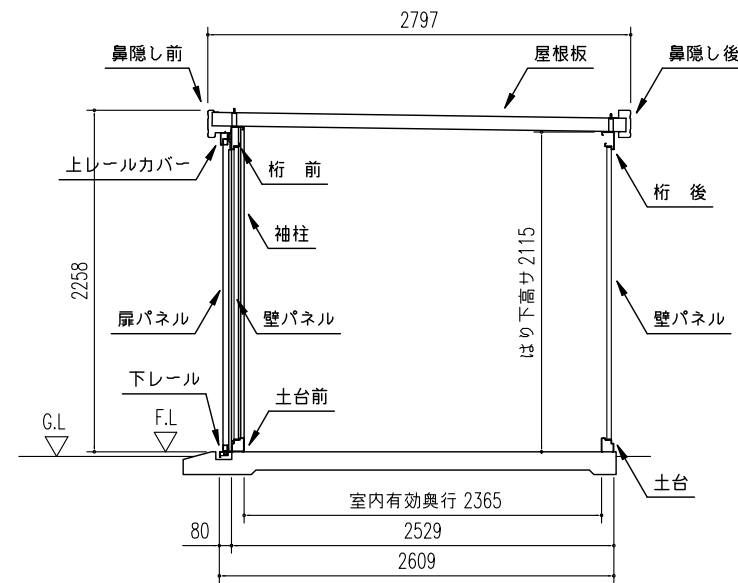 2797
鼻隠し前
屋根板
鼻隠し後
上レールカバー
桁 前
桁 後
袖柱
2258
はり下高サ 2115
扉パネル
壁パネル
壁パネル
下レール
土台前
G.L
F.L
土台
室内有効奥行 2365
80
2529
2609